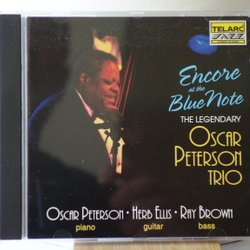 TELARC
JAZZ
Encore
at the
Blue Note
THE LEGENDARY
OSCAR
PETERSON
TRIO
OSCAR PETERSON • HERB ELLIS • RAY BROWN
piano guitar bass